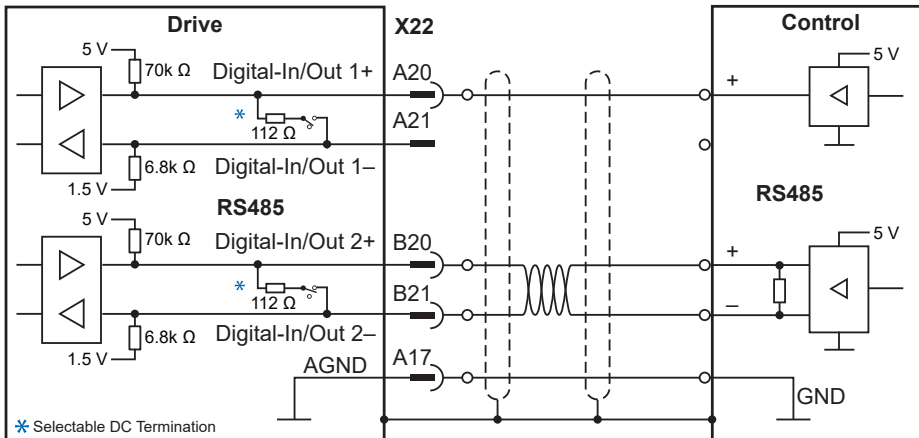 Drive
X22
Control
5 V
70k Ω
Digital-In/Out 1+
A20
+
5 V
*
112 Ω
A21
6.8k Ω
Digital-In/Out 1–
1.5 V
RS485
RS485
5 V
70k Ω
Digital-In/Out 2+
B20
+
5 V
*
112 Ω
B21
–
6.8k Ω
Digital-In/Out 2–
1.5 V
AGND
A17
GND
* Selectable DC Termination